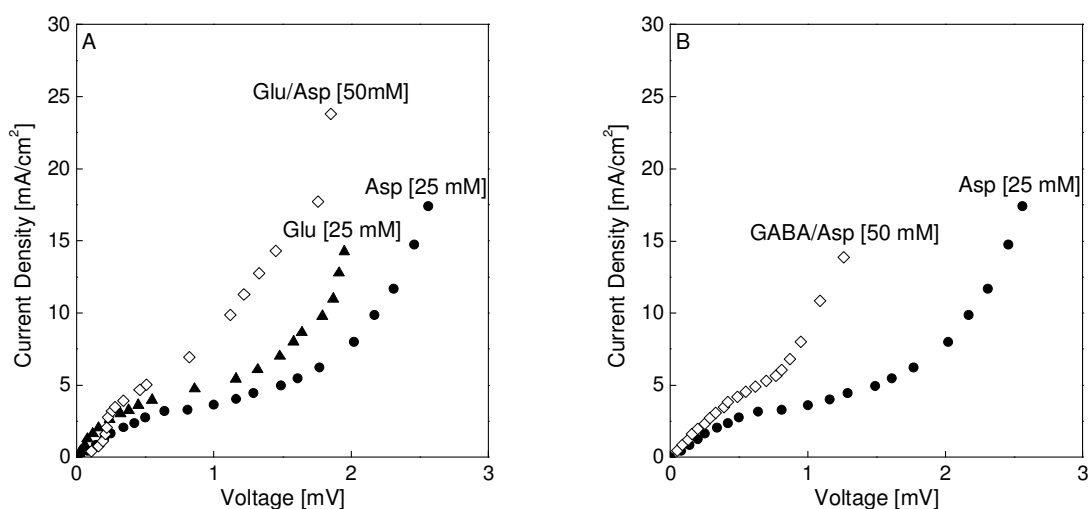 A
30
25
20
15
10
5
0
Current Density [mA/cm²]
Glu/Asp [50mM]
Asp [25 mM]
Glu [25 mM]
0 1 2 3
Voltage [mV]
B
30
25
20
15
10
5
0
Current Density [mA/cm²]
Asp [25 mM]
GABA/Asp [50 mM]
0 1 2 3
Voltage [mV]